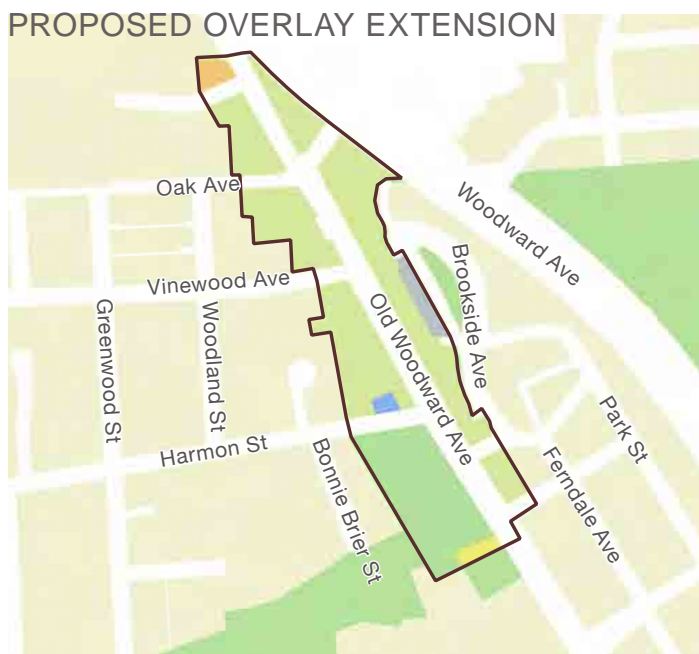 PROPOSED OVERLAY EXTENSION
Oak Ave
Woodward Ave
Vinewood Ave
Brookside Ave
Greenwood St
Woodland St
Old Woodward Ave
Harmon St
Bonnie Brier St
Park St
Ferndale Ave